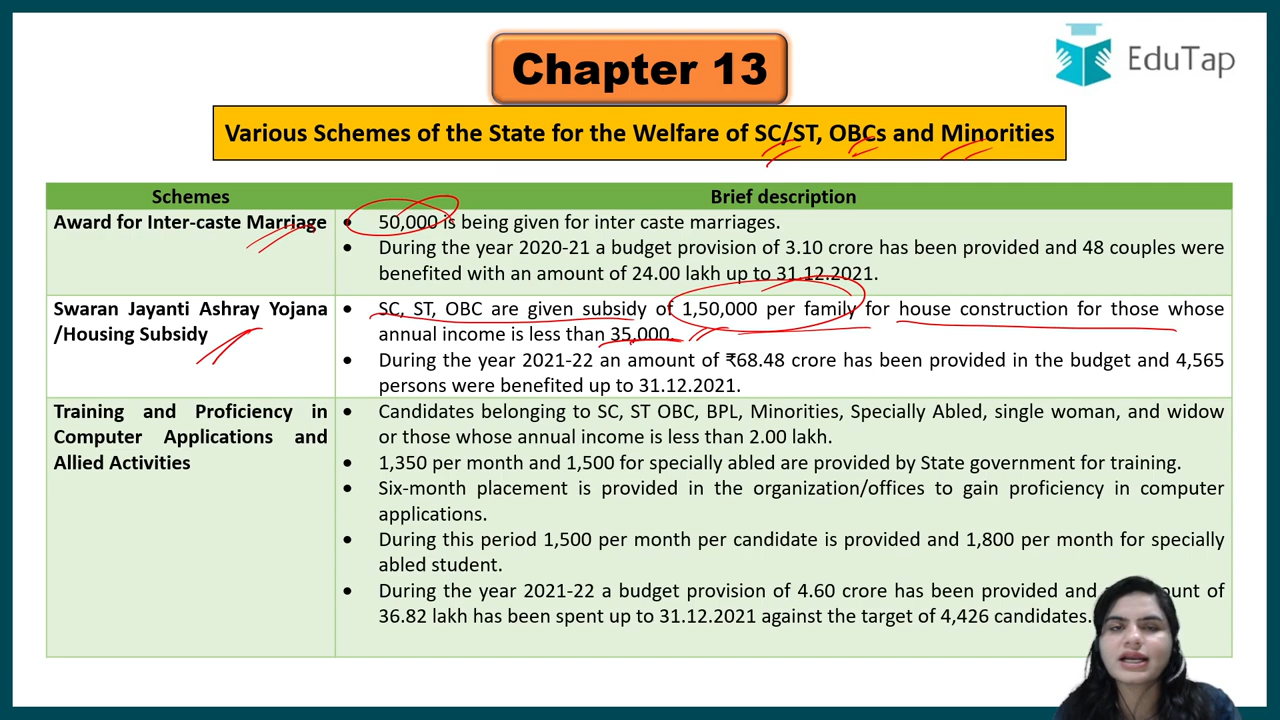 Chapter 13
EduTap
Various Schemes of the State for the Welfare of SC/ST, OBCs and Minorities
Schemes
Brief description
Award for Inter-caste Marriage
• 50,000 is being given for inter caste marriages.
• During the year 2020-21 a budget provision of 3.10 crore has been provided and 48 couples were
benefited with an amount of 24.00 lakh up to 31.12.2021.
Swaran Jayanti Ashray Yojana
/Housing Subsidy
• SC, ST, OBC are given subsidy of 1,50,000 per family for house construction for those whose
annual income is less than 35,000.
• During the year 2021-22 an amount of ₹68.48 crore has been provided in the budget and 4,565
persons were benefited up to 31.12.2021.
Training and Proficiency in
Computer Applications and
Allied Activities
• Candidates belonging to SC, ST OBC, BPL, Minorities, Specially Abled, single woman, and widow
or those whose annual income is less than 2.00 lakh.
• 1,350 per month and 1,500 for specially abled are provided by State government for training.
• Six-month placement is provided in the organization/offices to gain proficiency in computer
applications.
• During this period 1,500 per month per candidate is provided and 1,800 per month for specially
abled student.
• During the year 2021-22 a budget provision of 4.60 crore has been provided and of
36.82 lakh has been spent up to 31.12.2021 against the target of 4,426 candidates.